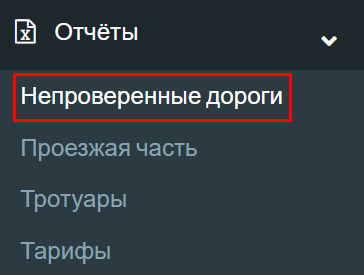 Отчёты
Непроверенные дороги
Проезжая часть
Тротуары
Тарифы